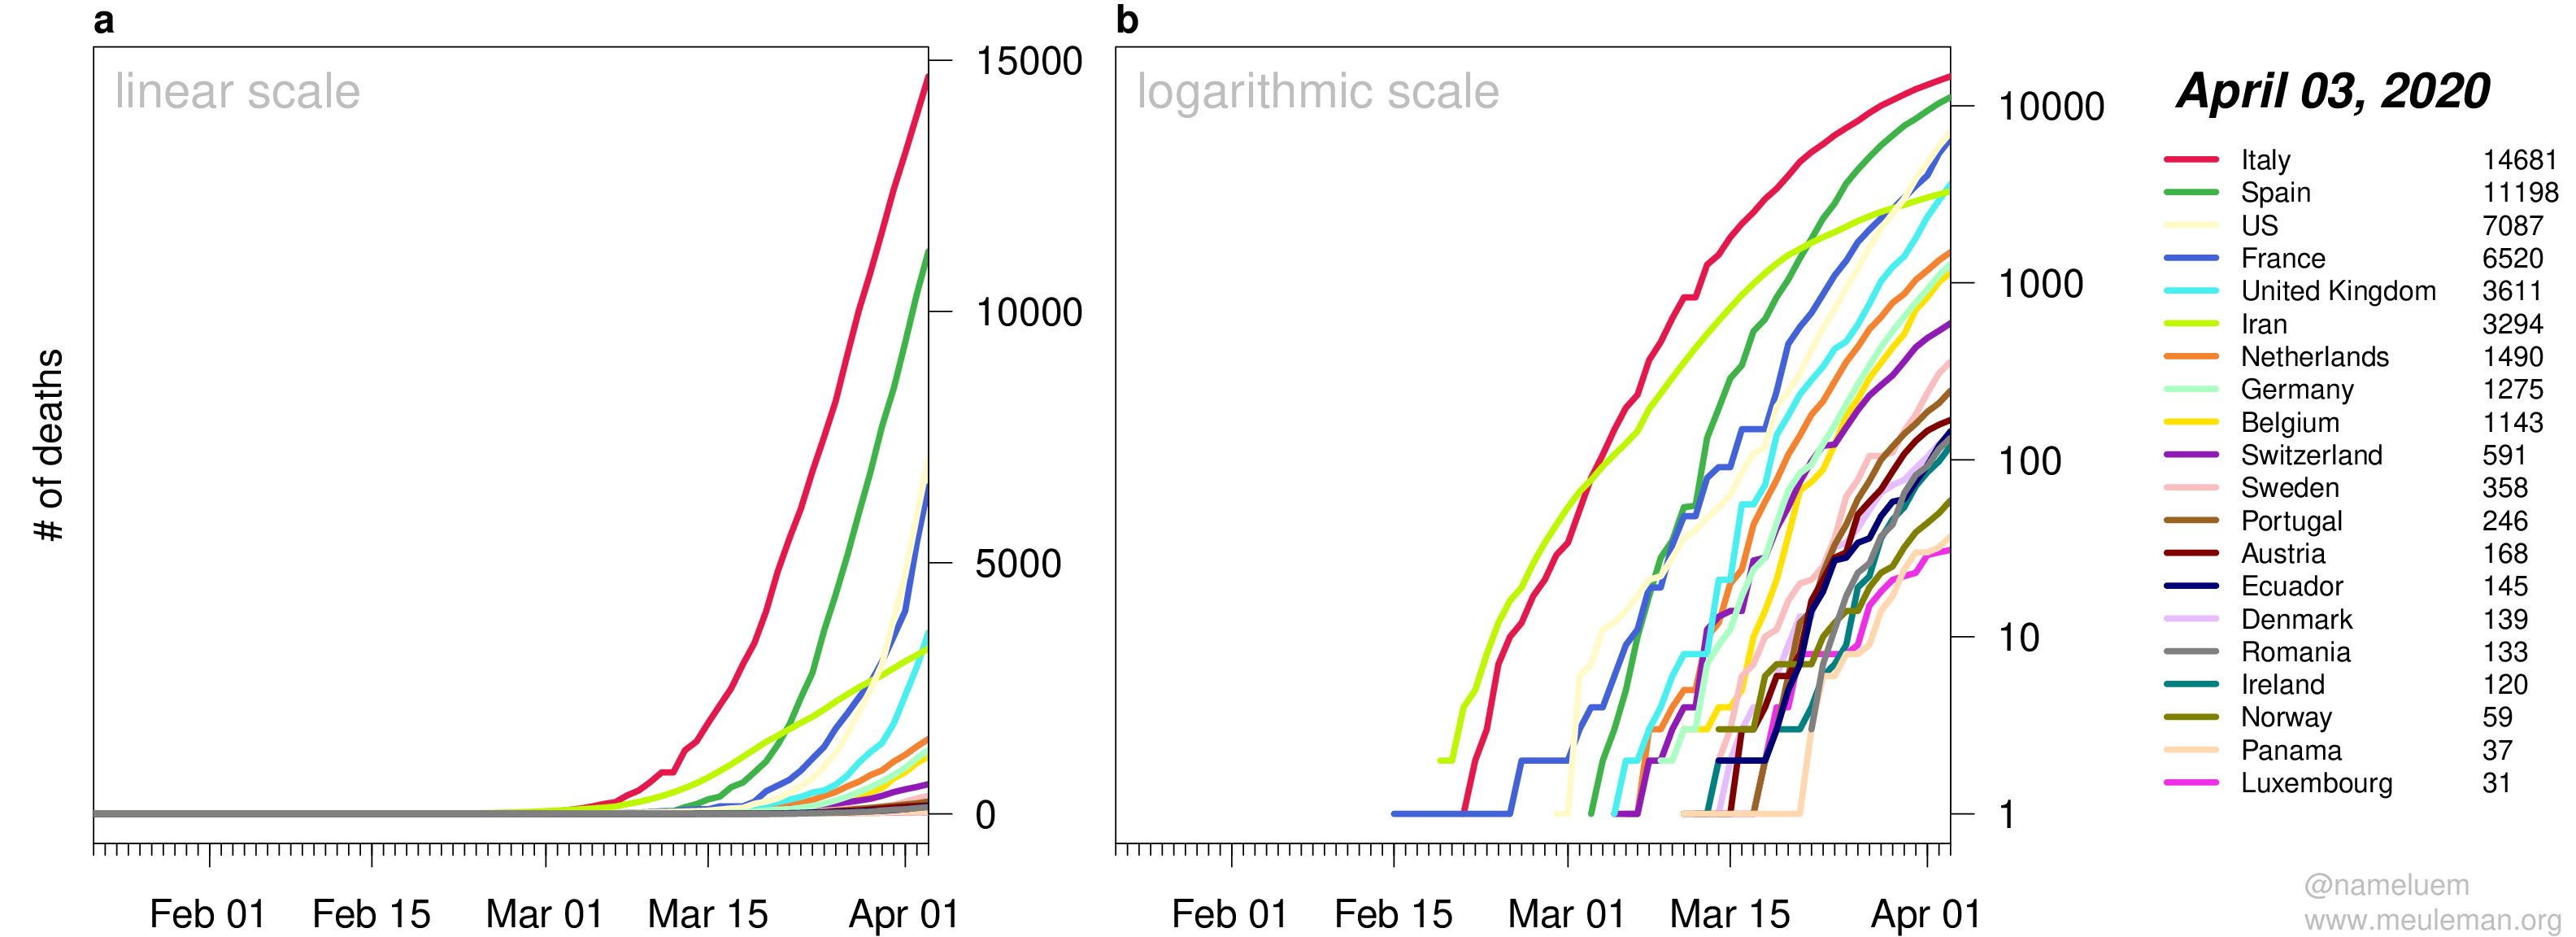 a
linear scale
# of deaths
15000
10000
5000
0
Feb 01 Feb 15 Mar 01 Mar 15 Apr 01
b
logarithmic scale
10000
1000
100
10
1
Feb 01 Feb 15 Mar 01 Mar 15 Apr 01
April 03, 2020
Italy 14681
Spain 11198
US 7087
France 6520
United Kingdom 3611
Iran 3294
Netherlands 1490
Germany 1275
Belgium 1143
Switzerland 591
Sweden 358
Portugal 246
Austria 168
Ecuador 145
Denmark 139
Romania 133
Ireland 120
Norway 59
Panama 37
Luxembourg 31
@nameluem
www.meuleman.org